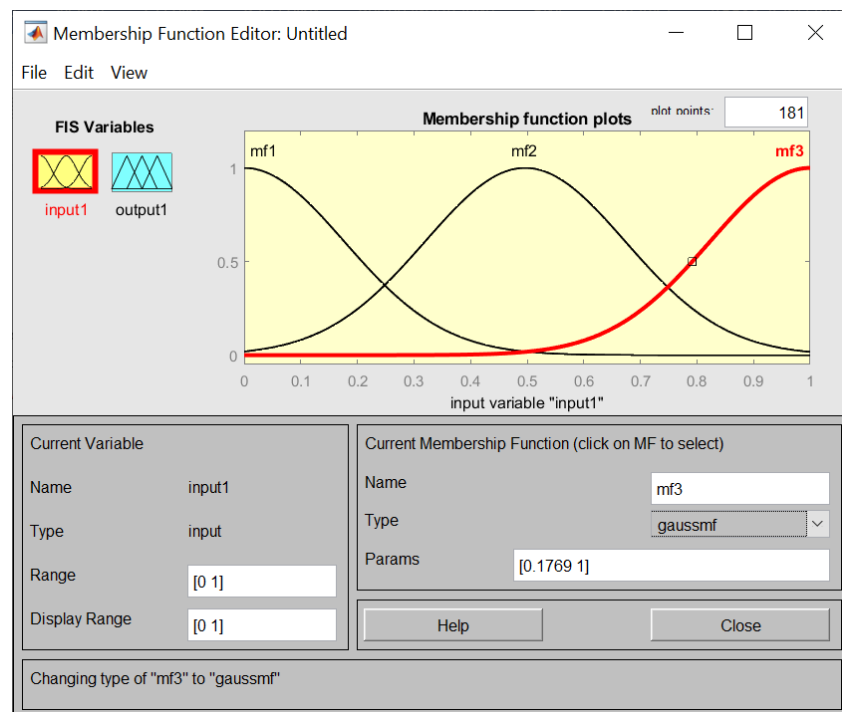 Membership Function Editor: Untitled
File Edit View
FIS Variables
Membership function plots
plot points:
181
input1
output1
mf1
mf2
mf3
1
0.5
0
0 0.1 0.2 0.3 0.4 0.5 0.6 0.7 0.8 0.9 1
input variable "input1"
Current Variable
Name input1
Type input
Range [0 1]
Display Range [0 1]
Current Membership Function (click on MF to select)
Name mf3
Type gaussmf
Params [0.1769 1]
Help
Close
Changing type of "mf3" to "gaussmf"